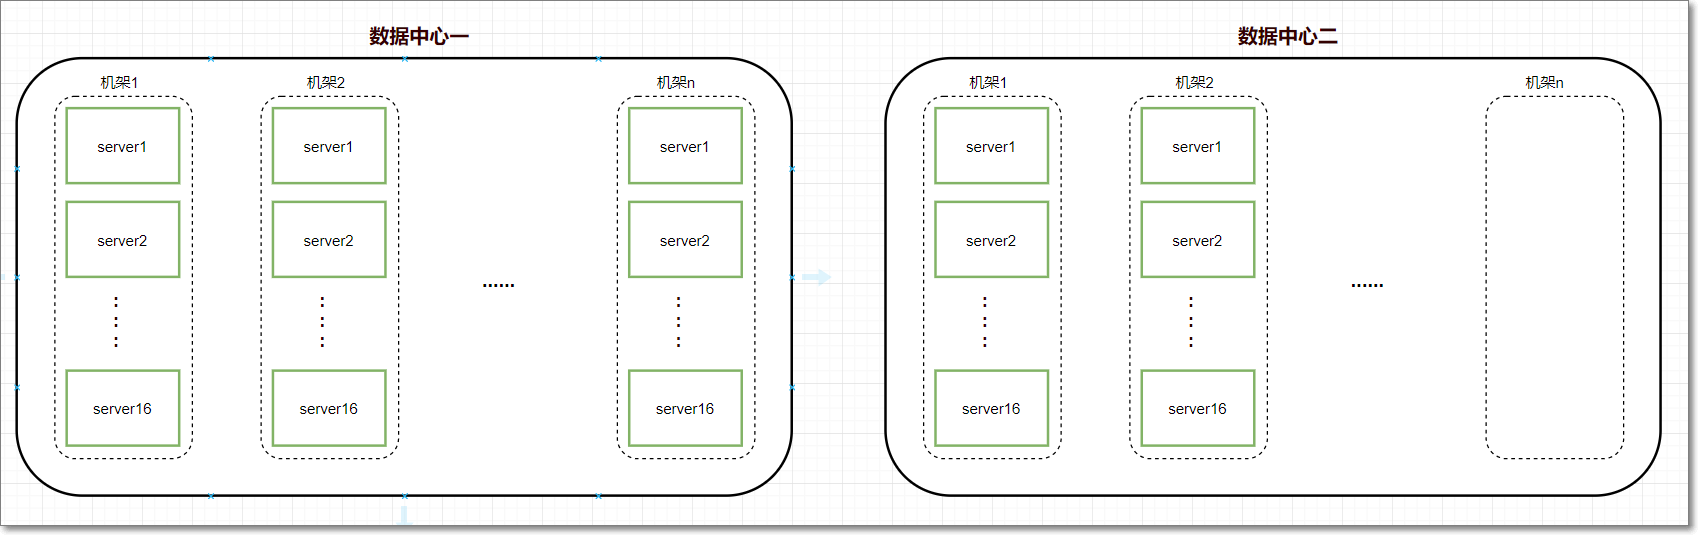 数据中心一
数据中心二
机架1
机架2
机架n
机架1
机架2
机架n
server1
server1
server1
server1
server1
server2
server2
server2
server2
server2
......
......
server16
server16
server16
server16
server16